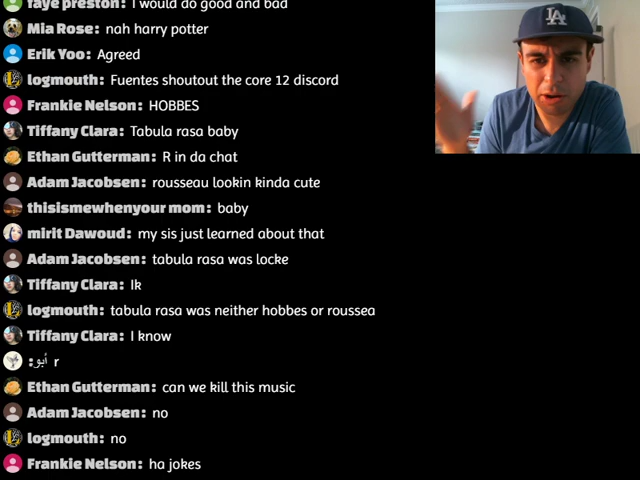 faye preston: I would do good and bad
Mia Rose: nah harry potter
Erik Yoo: Agreed
logmouth: Fuentes shoutout the core 12 discord
Frankie Nelson: HOBBES
Tiffany Clara: Tabula rasa baby
Ethan Gutterman: R in da chat
Adam Jacobsen: rousseau lookin kinda cute
thisismewhenyour mom: baby
mirit Dawoud: my sis just learned about that
Adam Jacobsen: tabula rasa was locke
Tiffany Clara: Ik
logmouth: tabula rasa was neither hobbes or roussea
Tiffany Clara: I know
أبو: r
Ethan Gutterman: can we kill this music
Adam Jacobsen: no
logmouth: no
Frankie Nelson: ha jokes
LA